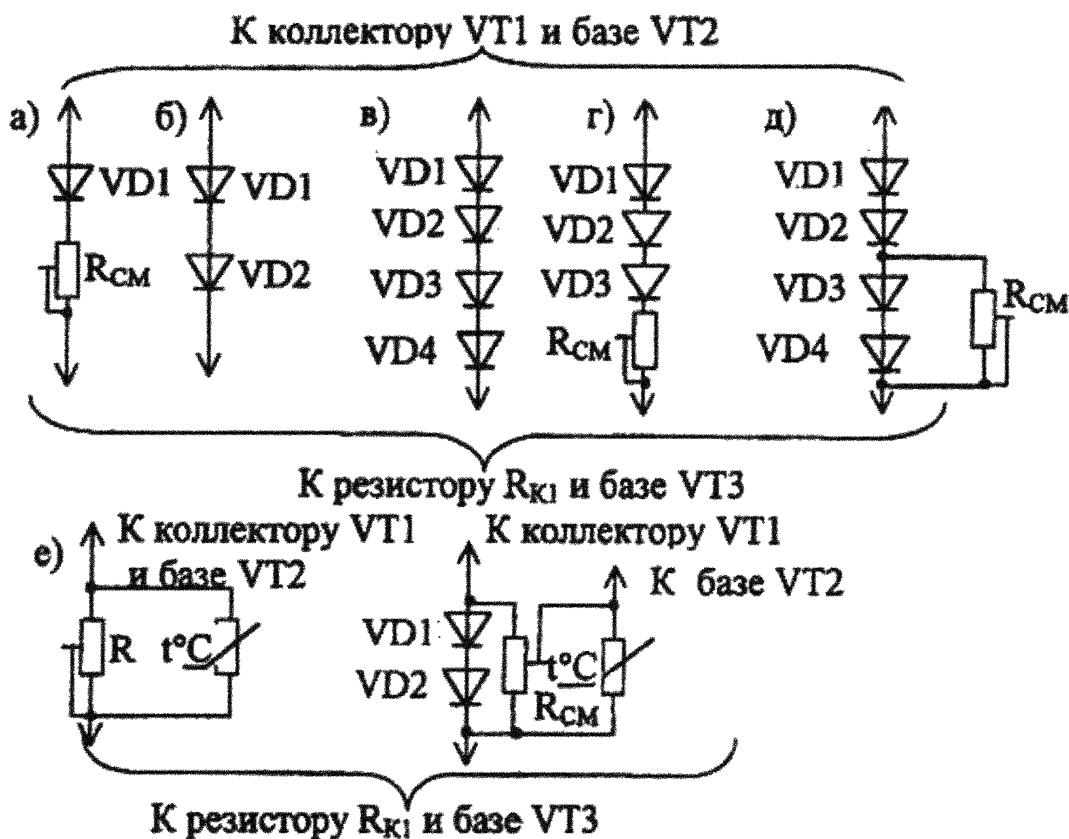 К коллектору VT1 и базе VT2
а) б) в) г) д)
VD1 VD1 VD1 VD1 VD1
VD2 VD2 VD2
RСМ VD2 VD3 VD3 VD3 RСМ
VD4 RСМ VD4
К резистору RК1 и базе VT3
е) К коллектору VT1 К коллектору VT1
и базе VT2 К базе VT2
R t°C VD1 t°C
VD2 RСМ
К резистору RК1 и базе VT3